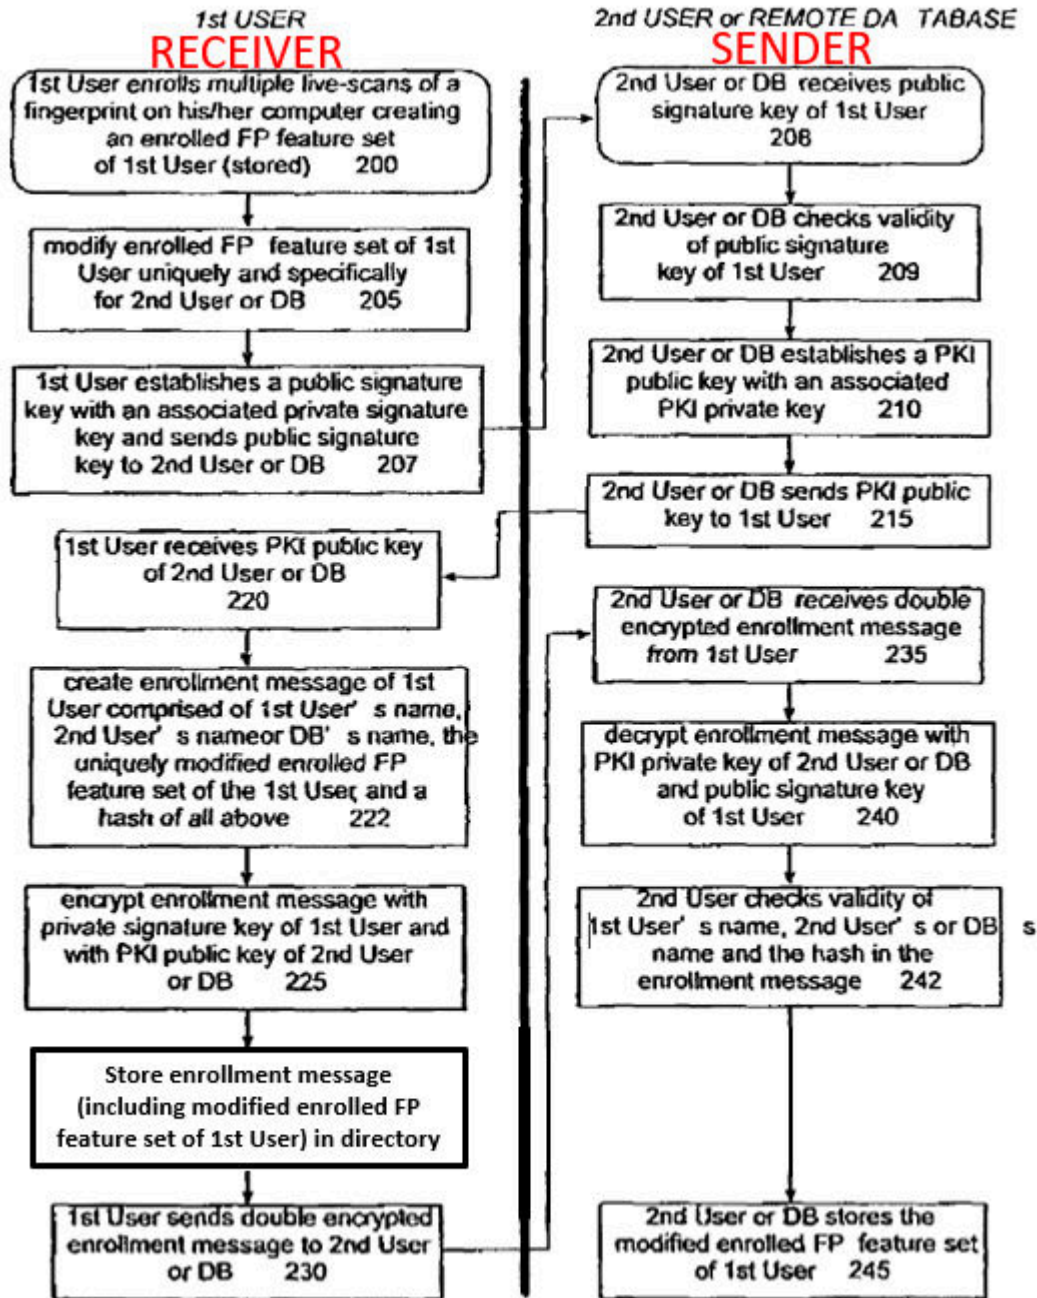 1st USER
RECEIVER
1st User enrolls multiple live-scans of a
fingerprint on his/her computer creating
an enrolled FP feature set
of 1st User (stored) 200
modify enrolled FP feature set of 1st
User uniquely and specifically
for 2nd User or DB 205
1st User establishes a public signature
key with an associated private signature
key and sends public signature
key to 2nd User or DB 207
1st User receives PKI public key
of 2nd User or DB
220
create enrollment message of 1st
User comprised of 1st User' s name,
2nd User' s nameor DB' s name, the
uniquely modified enrolled FP
feature set of the 1st User, and a
hash of all above 222
encrypt enrollment message with
private signature key of 1st User and
with PKI public key of 2nd User
or DB 225
Store enrollment message
(including modified enrolled FP
feature set of 1st User) in directory
1st User sends double encrypted
enrollment message to 2nd User
or DB 230
2nd USER or REMOTE DA TABASE
SENDER
2nd User or DB receives public
signature key of 1st User
208
2nd User or DB checks validity
of public signature
key of 1st User 209
2nd User or DB establishes a PKI
public key with an associated
PKI private key 210
2nd User or DB sends PKI public
key to 1st User 215
2nd User or DB receives double
encrypted enrollment message
from 1st User 235
decrypt enrollment message with
PKI private key of 2nd User or DB
and public signature key
of 1st User 240
2nd User checks validity of
1st User' s name, 2nd User' s or DB s
name and the hash in the
enrollment message 242
2nd User or DB stores the
modified enrolled FP feature set
of 1st User 245